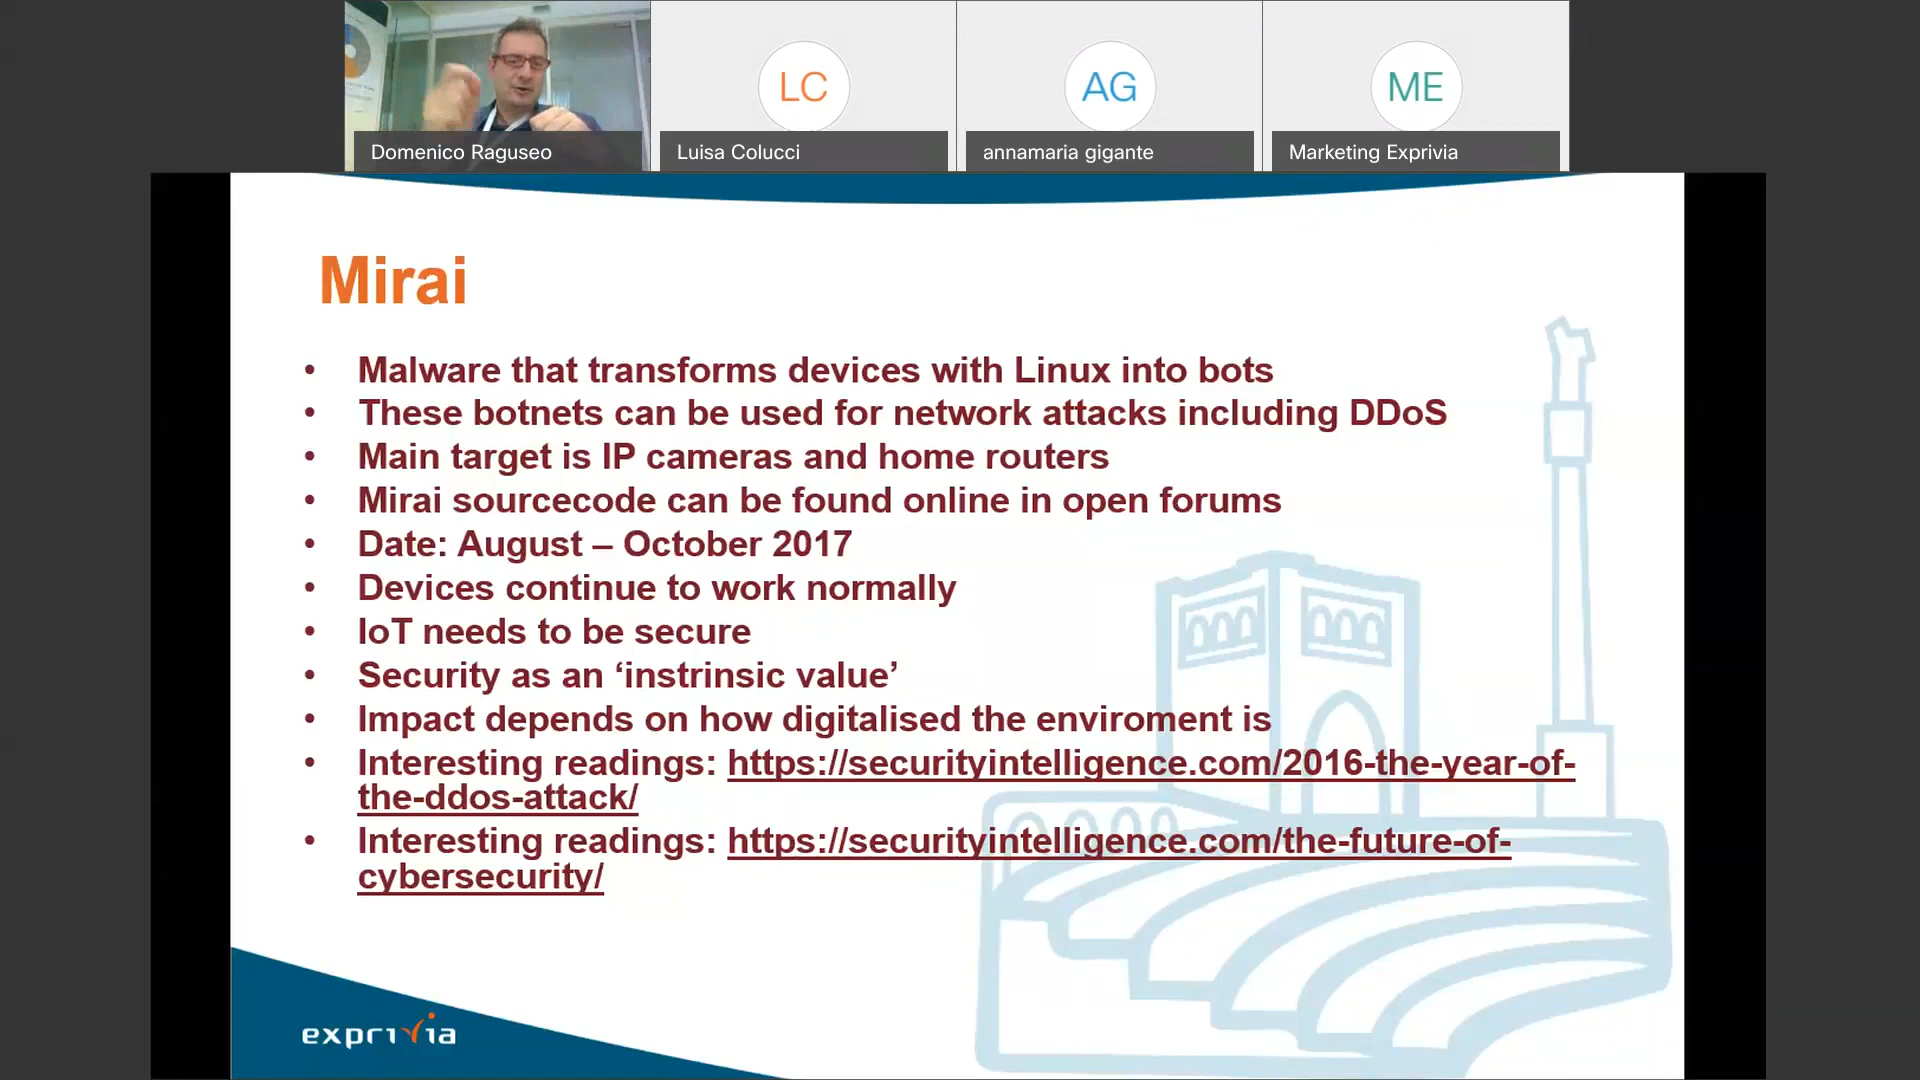 LC
AG
ME
Domenico Raguseo
Luisa Colucci
annamaria gigante
Marketing Exprivia
Mirai
• Malware that transforms devices with Linux into bots
• These botnets can be used for network attacks including DDoS
• Main target is IP cameras and home routers
• Mirai sourcecode can be found online in open forums
• Date: August – October 2017
• Devices continue to work normally
• IoT needs to be secure
• Security as an ‘instrinsic value’
• Impact depends on how digitalised the enviroment is
• Interesting readings: https://securityintelligence.com/2016-the-year-of-
the-ddos-attack/
• Interesting readings: https://securityintelligence.com/the-future-of-
cybersecurity/
exprivia